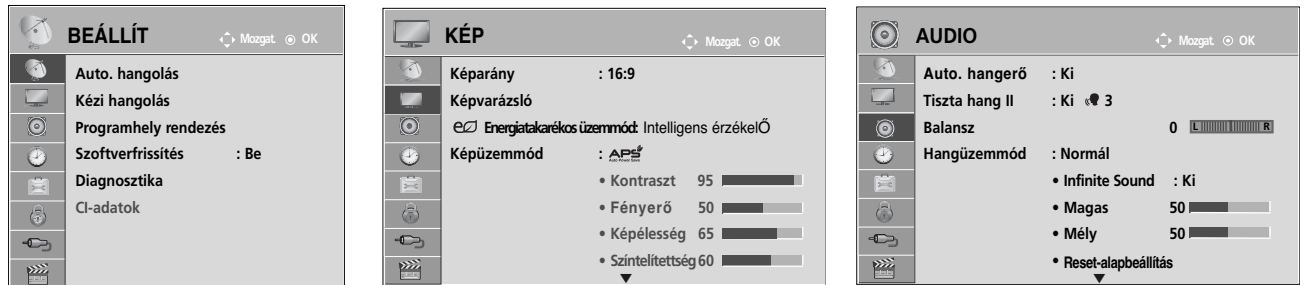 BEÁLLÍT
Mozgat OK
Auto. hangolás
Kézi hangolás
Programhely rendezés
Szoftverfrissítés : Be
Diagnosztika
CI-adatok
KÉP
Mozgat OK
Képarány : 16:9
Képvarázsló
Energiatakarékos üzemmód: Intelligens érzékelŐ
Képüzemmód : APS
Auto Power Save
• Kontraszt 95
• Fényerő 50
• Képélesség 65
• Színtelítettség 60
AUDIO
Mozgat OK
Auto. hangerő : Ki
Tiszta hang II : Ki 3
Balansz 0 L R
Hangüzemmód : Normál
• Infinite Sound : Ki
• Magas 50
• Mély 50
• Reset-alapbeállítás